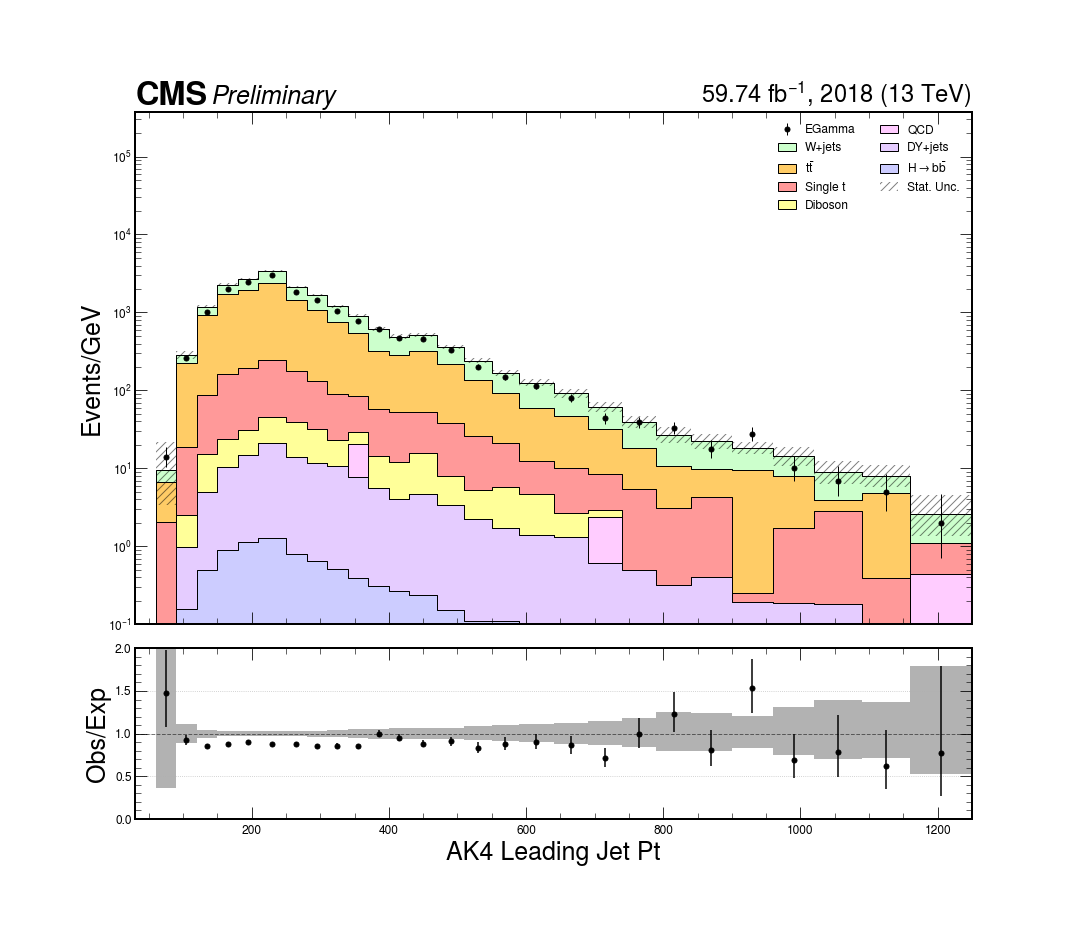 CMS Preliminary 59.74 fb⁻¹, 2018 (13 TeV)
EGamma
W+jets
tt̄
Single t
Diboson
QCD
DY+jets
H→bb̄
Stat. Unc.
Events/GeV
10⁵
10⁴
10³
10²
10¹
10⁰
10⁻¹
Obs/Exp
2.0
1.5
1.0
0.5
0.0
200 400 600 800 1000 1200
AK4 Leading Jet Pt